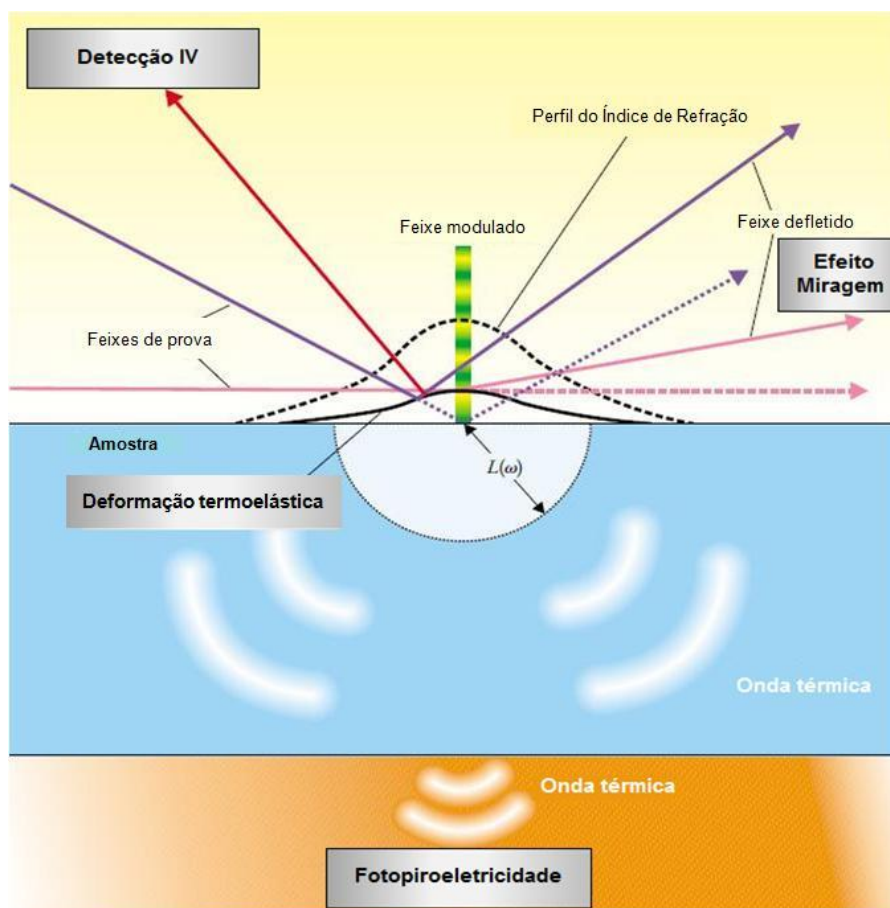 Detecção IV
Perfil do Índice de Refração
Feixe modulado
Feixe defletido
Efeito
Miragem
Feixes de prova
Amostra
L(ω)
Deformação termoelástica
Onda térmica
Onda térmica
Fotopiroeletricidade